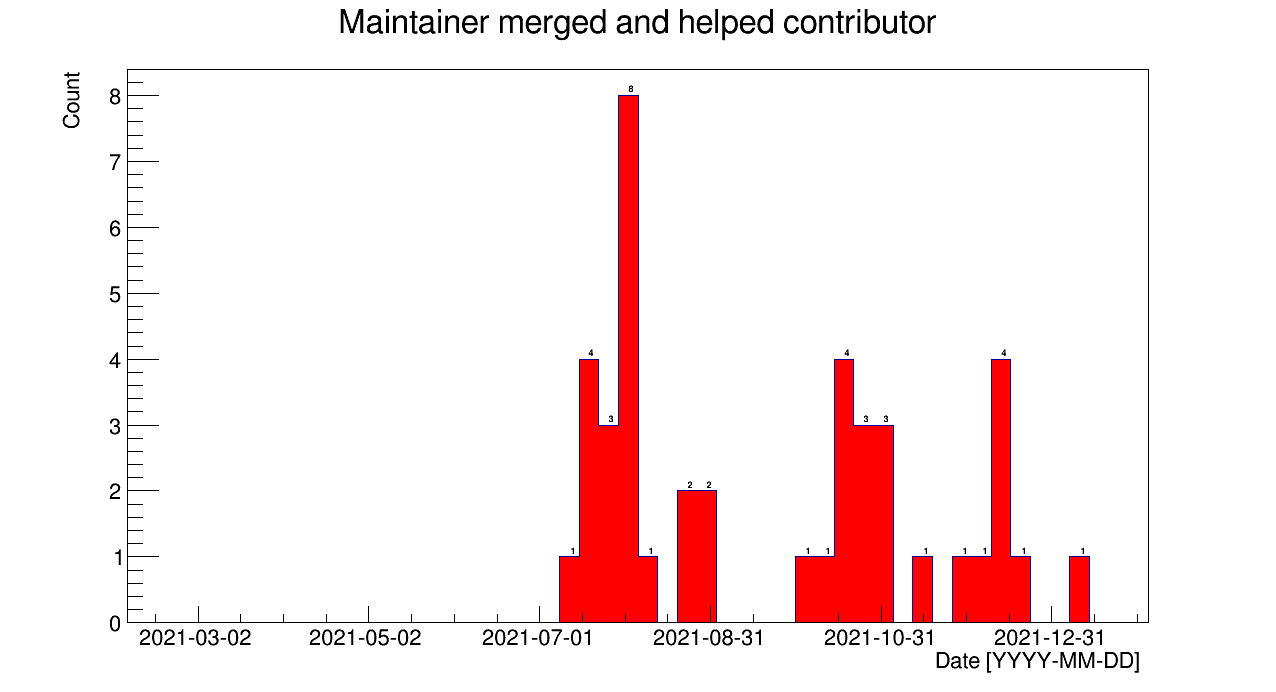 Maintainer merged and helped contributor
Count
8
7
6
5
4
3
2
1
0
1 4 3 8 1 2 2 1 1 4 3 3 1 1 1 4 1 1
2021-03-02 2021-05-02 2021-07-01 2021-08-31 2021-10-31 2021-12-31
Date [YYYY-MM-DD]